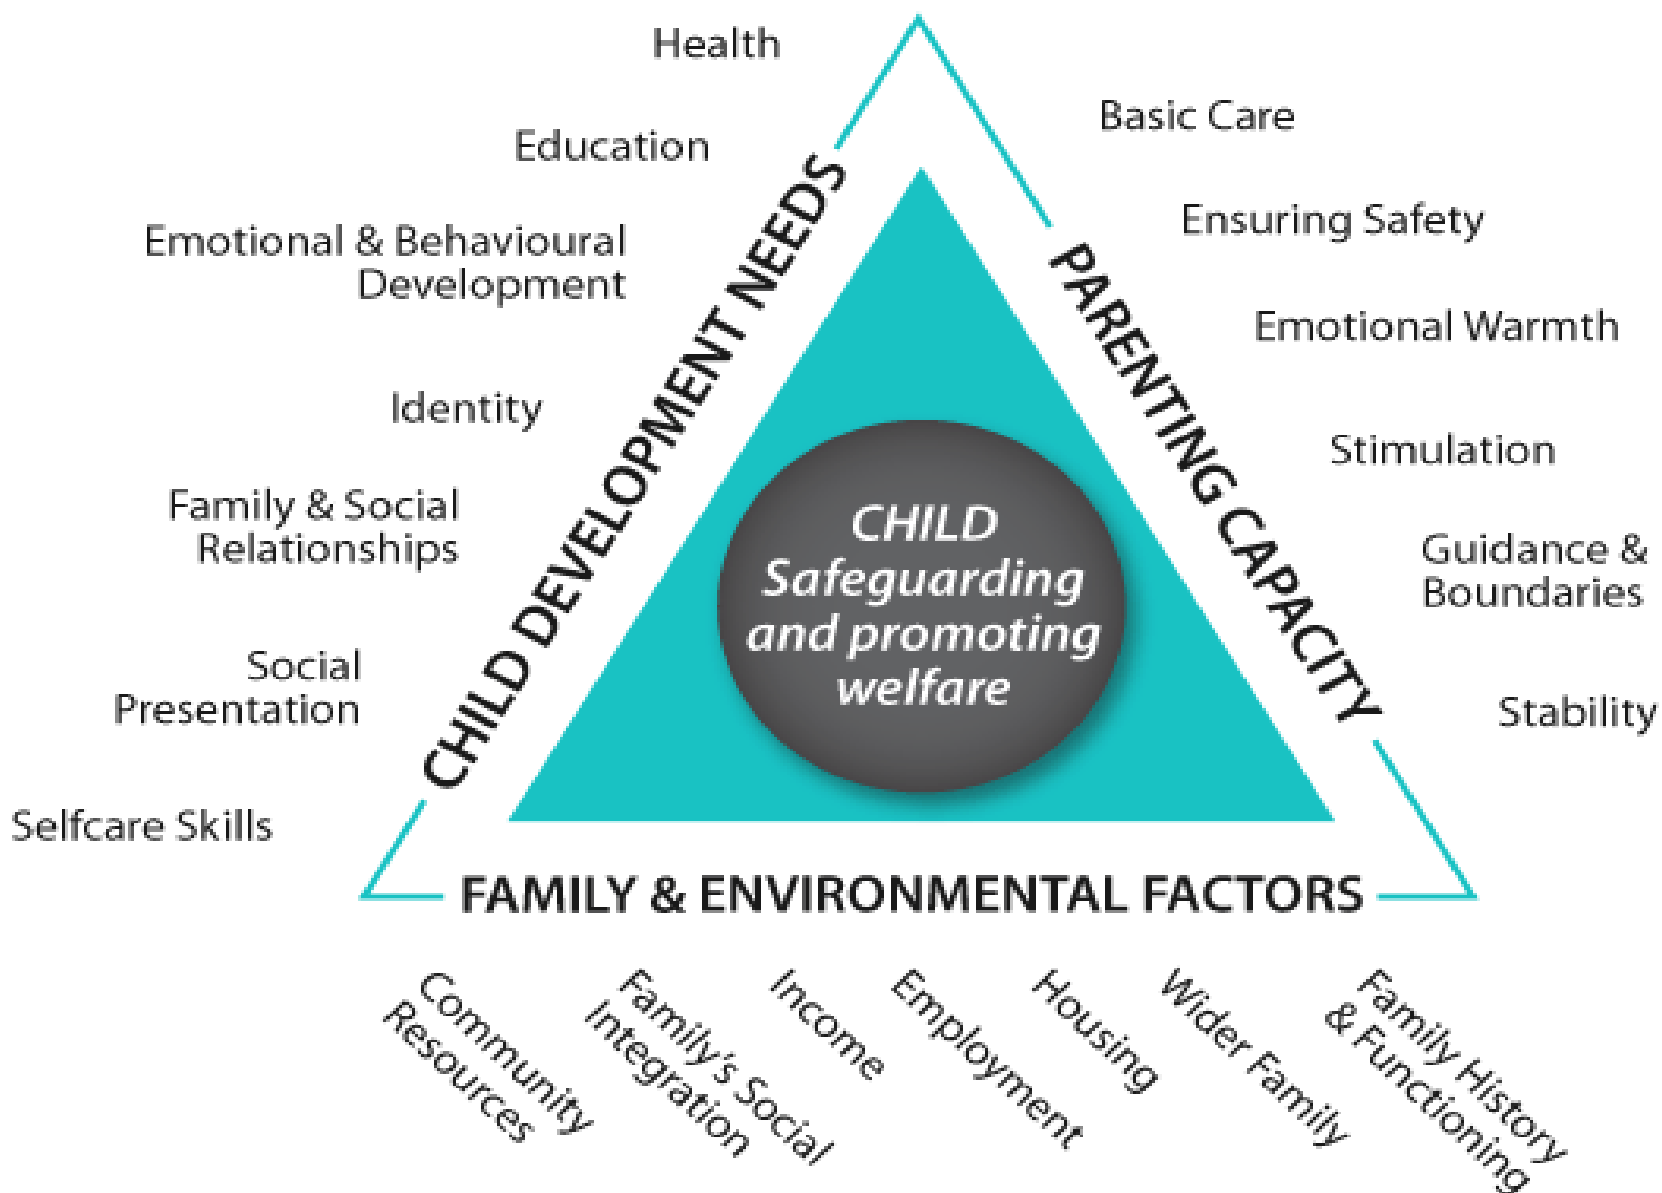 Health
Education
Emotional & Behavioural
Development
Identity
Family & Social
Relationships
Social
Presentation
Selfcare Skills
CHILD DEVELOPMENT NEEDS
Basic Care
Ensuring Safety
Emotional Warmth
Stimulation
Guidance &
Boundaries
Stability
PARENTING CAPACITY
CHILD
Safeguarding
and promoting
welfare
FAMILY & ENVIRONMENTAL FACTORS
Community
Resources
Family's Social
Integration
Income
Employment
Housing
Wider Family
Family History
& Functioning